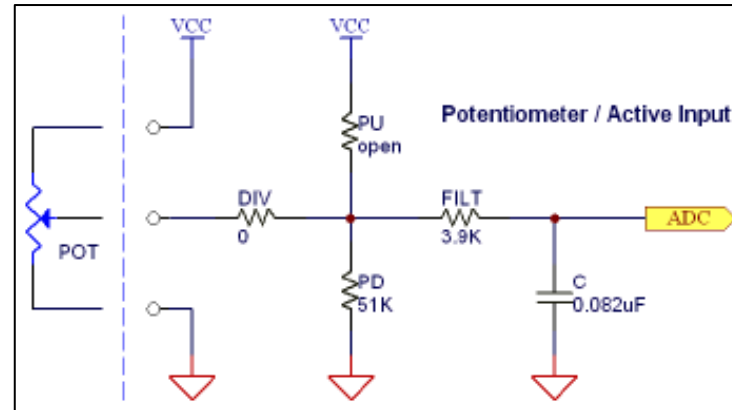 VCC
VCC
PU
open
Potentiometer / Active Input
DIV
0
FILT
3.9K
ADC
POT
PD
51K
C
0.082uF